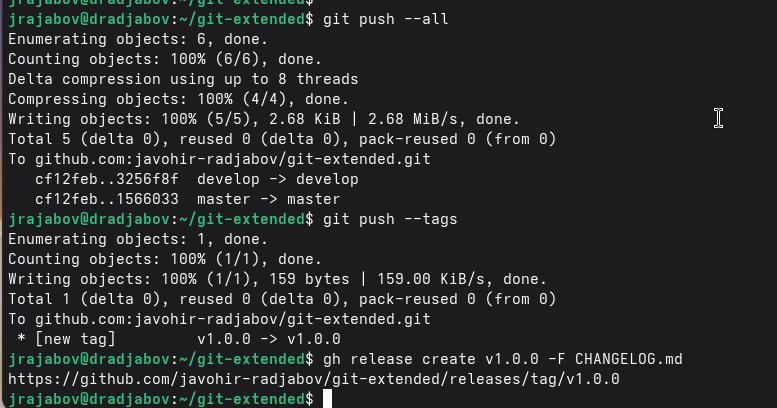 jrajabov@dradjabov:~/git-extended$ git push --all
Enumerating objects: 6, done.
Counting objects: 100% (6/6), done.
Delta compression using up to 8 threads
Compressing objects: 100% (4/4), done.
Writing objects: 100% (5/5), 2.68 KiB | 2.68 MiB/s, done.
Total 5 (delta 0), reused 0 (delta 0), pack-reused 0 (from 0)
To github.com:javohir-radjabov/git-extended.git
   cf12feb..3256f8f  develop -> develop
   cf12feb..1566033  master -> master
jrajabov@dradjabov:~/git-extended$ git push --tags
Enumerating objects: 1, done.
Counting objects: 100% (1/1), done.
Writing objects: 100% (1/1), 159 bytes | 159.00 KiB/s, done.
Total 1 (delta 0), reused 0 (delta 0), pack-reused 0 (from 0)
To github.com:javohir-radjabov/git-extended.git
 * [new tag]         v1.0.0 -> v1.0.0
jrajabov@dradjabov:~/git-extended$ gh release create v1.0.0 -F CHANGELOG.md
https://github.com/javohir-radjabov/git-extended/releases/tag/v1.0.0
jrajabov@dradjabov:~/git-extended$